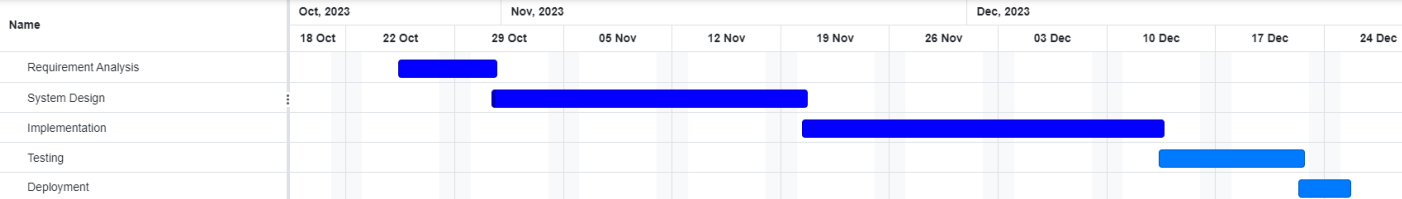 Name
Oct, 2023 Nov, 2023 Dec, 2023
18 Oct 22 Oct 29 Oct 05 Nov 12 Nov 19 Nov 26 Nov 03 Dec 10 Dec 17 Dec 24 Dec
Requirement Analysis
System Design
Implementation
Testing
Deployment